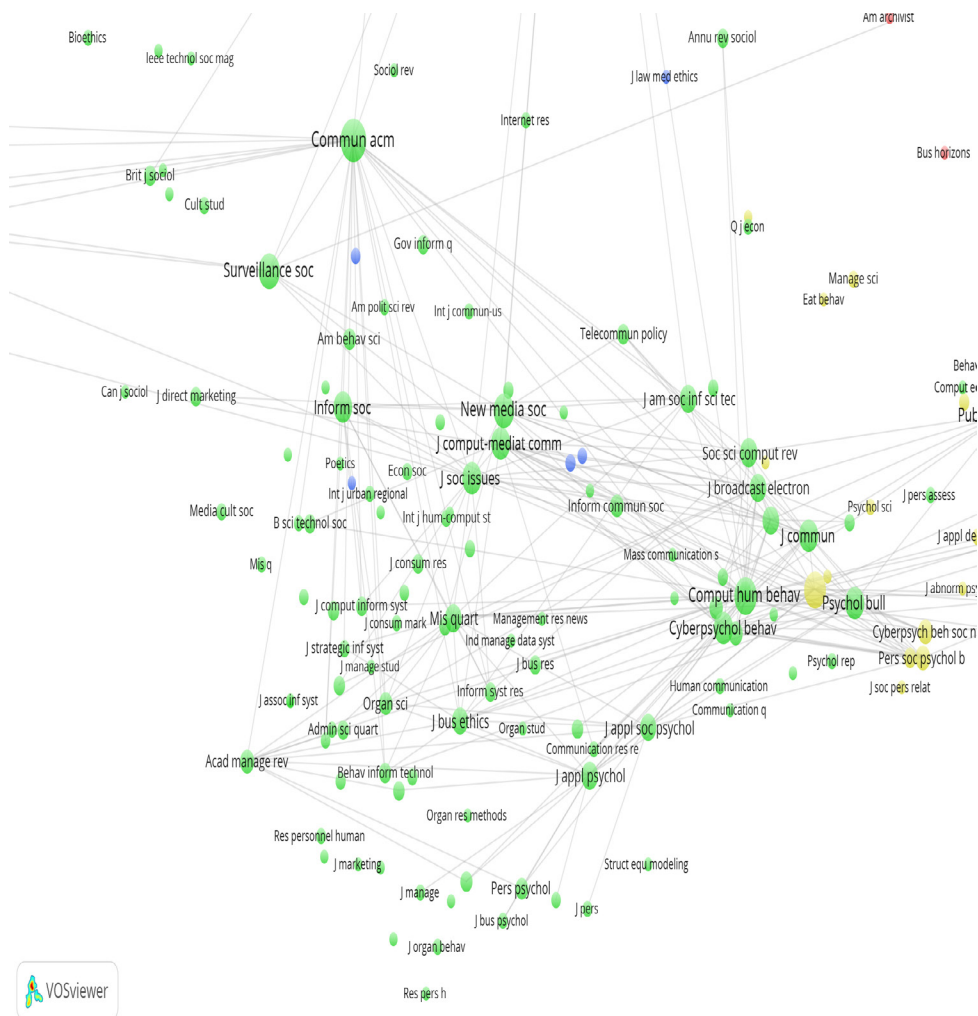 Am archivist
Bioethics
Annu rev sociol
Ieee technol soc mag
Sociol rev
J law med ethics
Internet res
Commun acm
Bus horizons
Brit j sociol
Cult stud
Q j econ
Gov inform q
Surveillance soc
Manage sci
Eat behav
Am polit sci rev
Int j commun-us
Telecommun policy
Am behav sci
Behav
Can j sociol
J direct marketing
Comput ec
J am soc inf sci tec
Inform soc
New media soc
Pub
J comput-mediat comm
Soc sci comput rev
Poetics
Econ soc
J soc issues
J broadcast electron
Int j urban regional
J pers assess
Inform commun soc
Psychol sci
Media cult soc
Int j hum-comput st
B sci technol soc
J commun
J appl de
Mass communication s
Mis q
J consum res
J abnorm psy
Comput hum behav
Psychol bull
J comput inform syst
J consum mark
Mis quart
Management res news
Cyberpsychol behav
Cyberpsych beh soc n
Ind manage data syst
J strategic inf syst
Pers soc psychol b
J manage stud
J bus res
Psychol rep
Human communication
J soc pers relat
Inform syst res
J assoc inf syst
Organ sci
Communication q
J bus ethics
Organ stud
J appl soc psychol
Admin sci quart
Communication res re
Acad manage rev
Behav inform technol
J appl psychol
Organ res methods
Res personnel human
J marketing
Struct equ modeling
J manage
Pers psychol
J pers
J bus psychol
J organ behav
VOSviewer
Res pers h